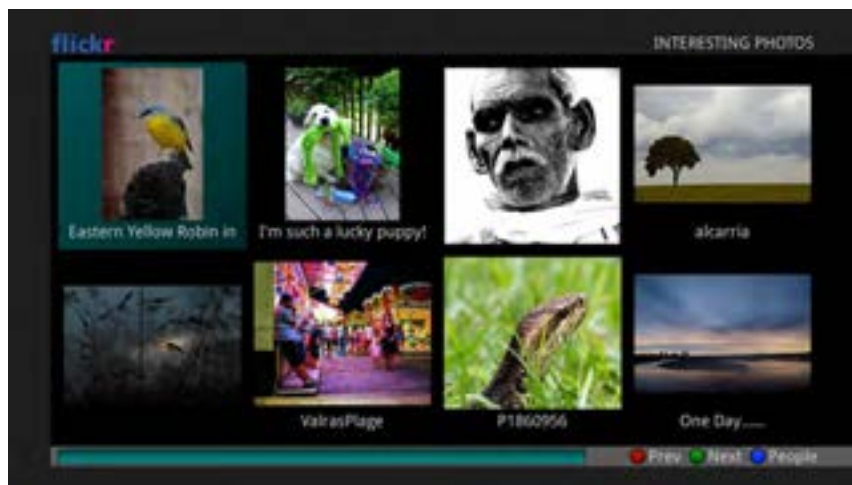 flickr
INTERESTING PHOTOS
Eastern Yellow Robin in
I'm such a lucky puppy!
alcarria
ValrasPlage
P1860956
One Day.....
Prev Next People